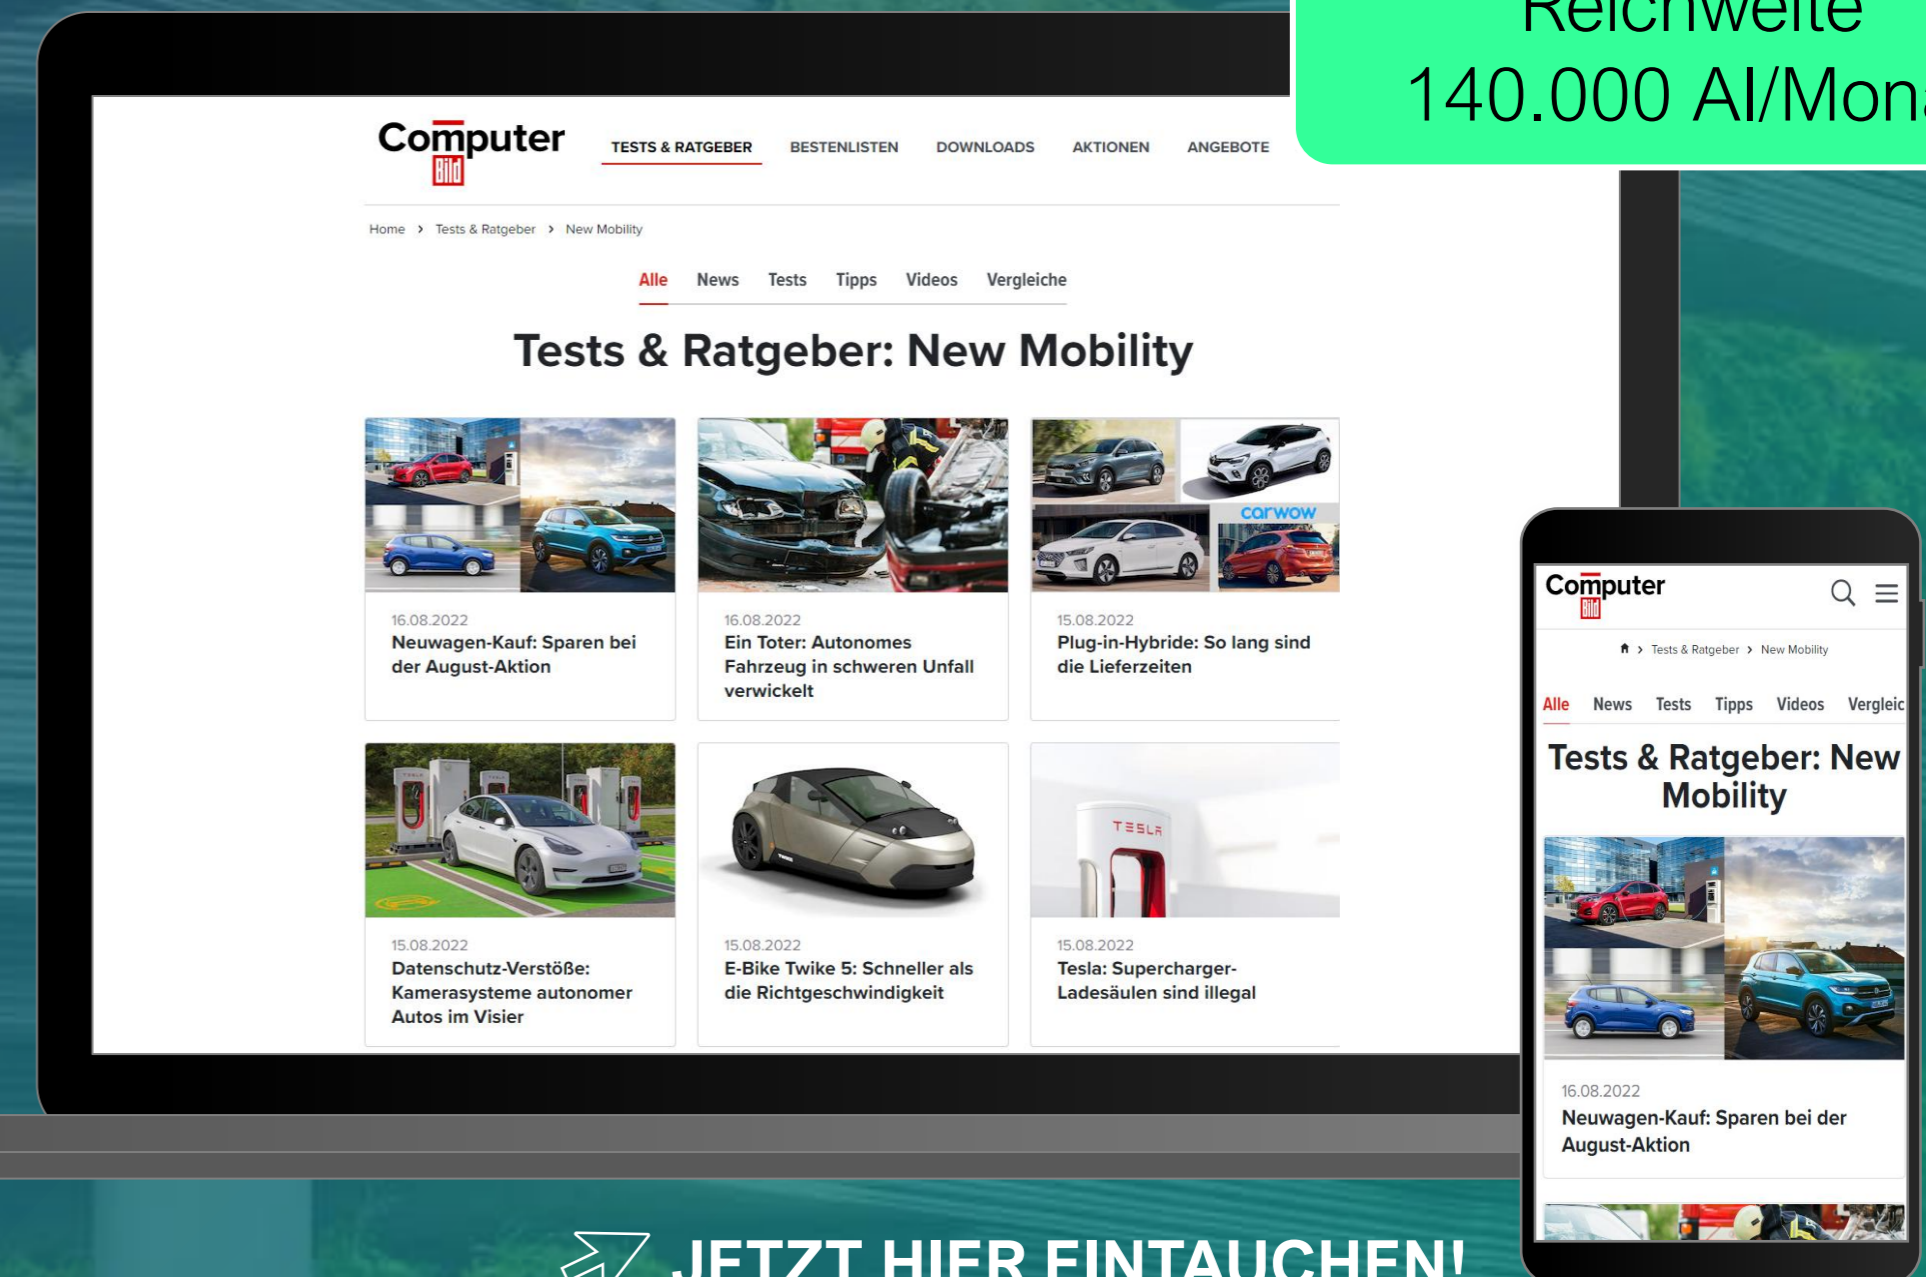 Reichweite
140.000 AI/Mona
Computer
Bild
TESTS & RATGEBER BESTENLISTEN DOWNLOADS AKTIONEN ANGEBOTE
Home > Tests & Ratgeber > New Mobility
Alle News Tests Tipps Videos Vergleiche
Tests & Ratgeber: New Mobility
carwow
16.08.2022
Neuwagen-Kauf: Sparen bei
der August-Aktion
16.08.2022
Ein Toter: Autonomes
Fahrzeug in schweren Unfall
verwickelt
15.08.2022
Plug-in-Hybride: So lang sind
die Lieferzeiten
TESLA
15.08.2022
Datenschutz-Verstöße:
Kamerasysteme autonomer
Autos im Visier
15.08.2022
E-Bike Twike 5: Schneller als
die Richtgeschwindigkeit
15.08.2022
Tesla: Supercharger-
Ladesäulen sind illegal
Computer
Bild
> Tests & Ratgeber > New Mobility
Alle News Tests Tipps Videos Vergleic
Tests & Ratgeber: New
Mobility
16.08.2022
Neuwagen-Kauf: Sparen bei der
August-Aktion
JETZT HIER EINTAUCHEN!